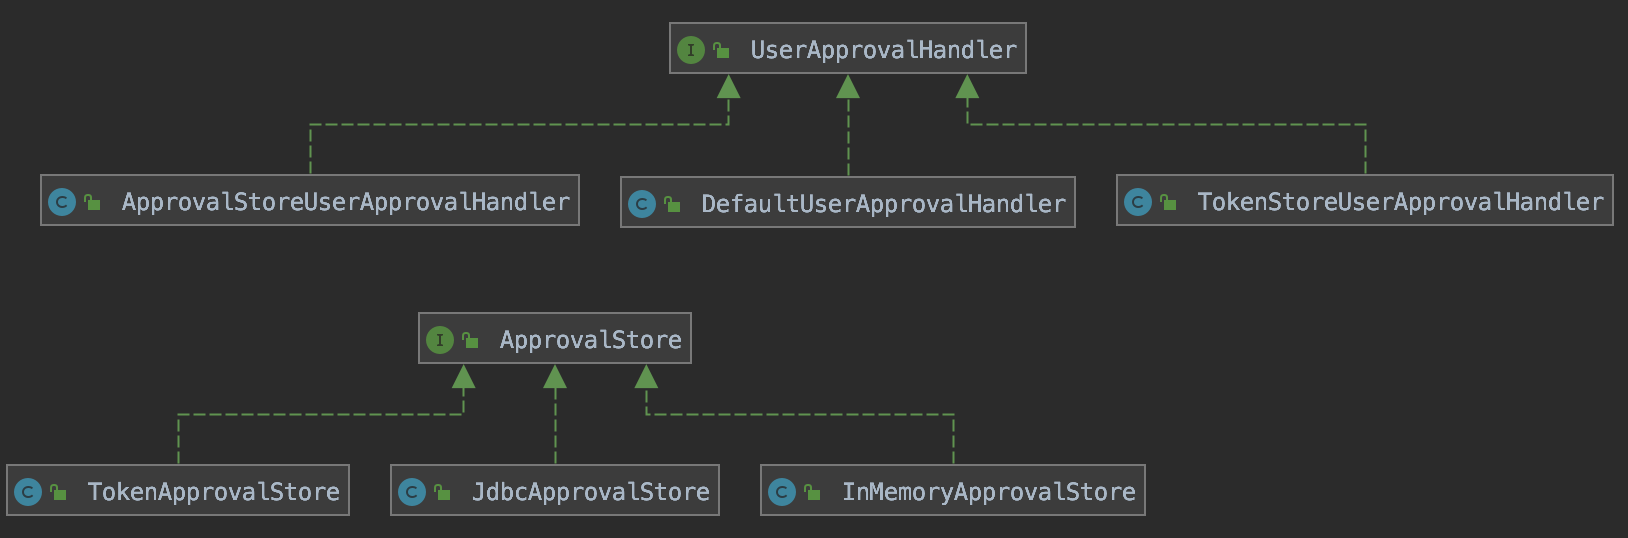 I UserApprovalHandler
C ApprovalStoreUserApprovalHandler
C DefaultUserApprovalHandler
C TokenStoreUserApprovalHandler
I ApprovalStore
C TokenApprovalStore
C JdbcApprovalStore
C InMemoryApprovalStore